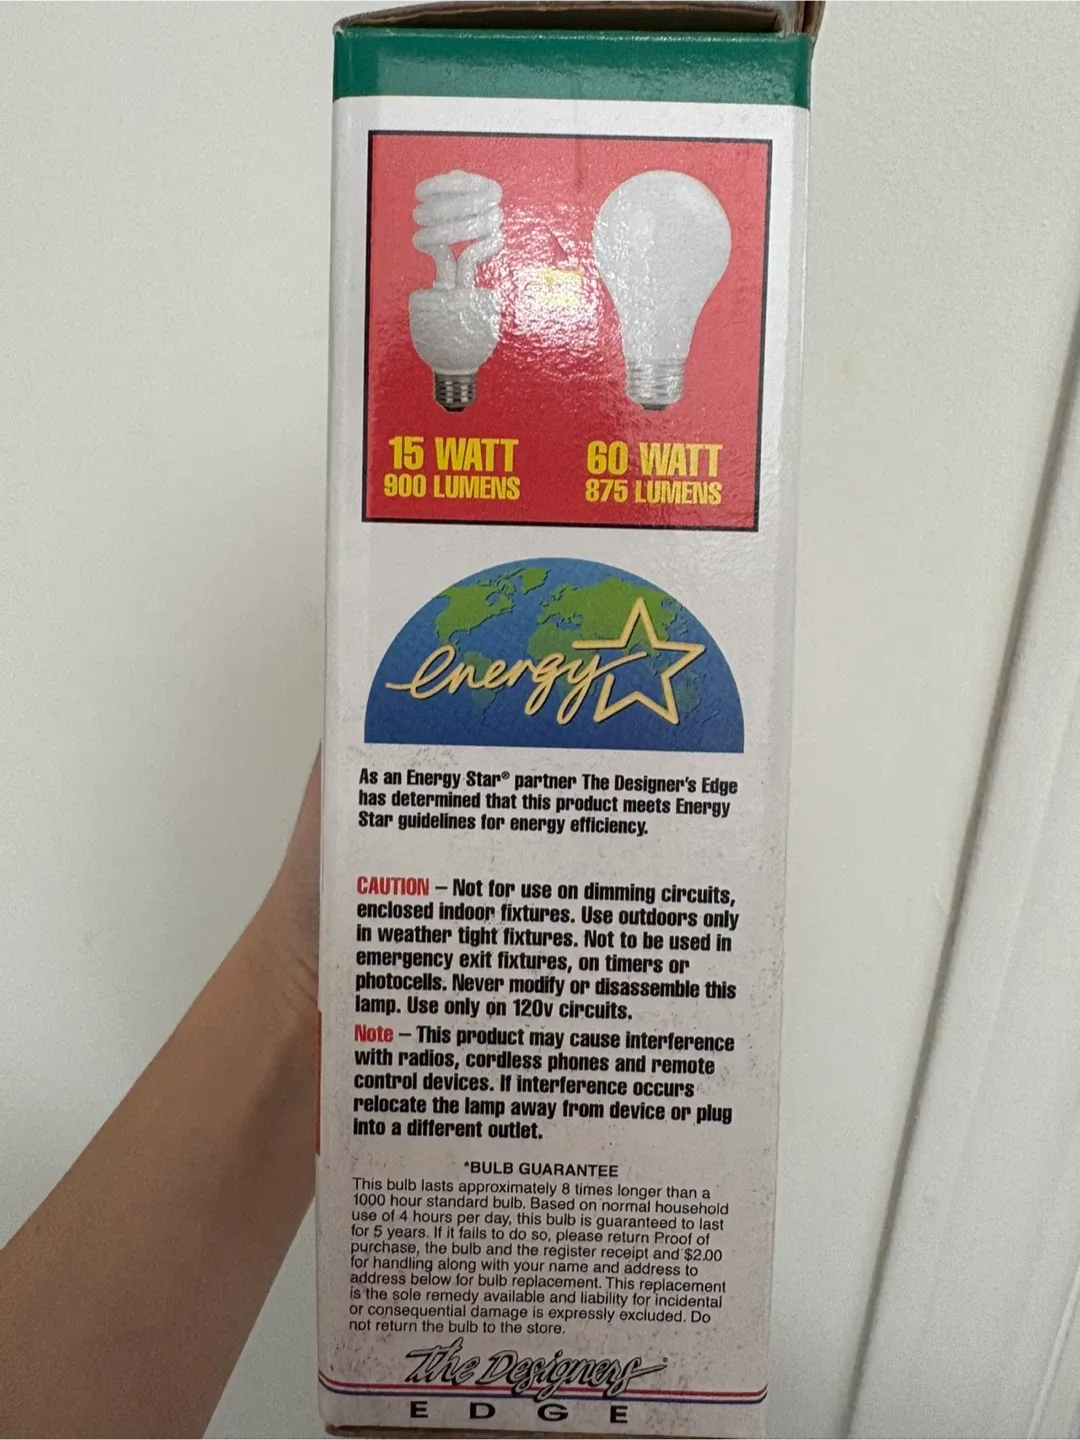 15 WATT 60 WATT
900 LUMENS 875 LUMENS
energy
As an Energy Star® partner The Designer's Edge
has determined that this product meets Energy
Star guidelines for energy efficiency.
CAUTION – Not for use on dimming circuits,
enclosed indoor fixtures. Use outdoors only
in weather tight fixtures. Not to be used in
emergency exit fixtures, on timers or
photocells. Never modify or disassemble this
lamp. Use only on 120v circuits.
Note – This product may cause interference
with radios, cordless phones and remote
control devices. If interference occurs
relocate the lamp away from device or plug
into a different outlet.
*BULB GUARANTEE
This bulb lasts approximately 8 times longer than a
1000 hour standard bulb. Based on normal household
use of 4 hours per day, this bulb is guaranteed to last
for 5 years. If it fails to do so, please return Proof of
purchase, the bulb and the register receipt and $2.00
for handling along with your name and address to
address below for bulb replacement. This replacement
is the sole remedy available and liability for incidental
or consequential damage is expressly excluded. Do
not return the bulb to the store.
The Designers
EDGE